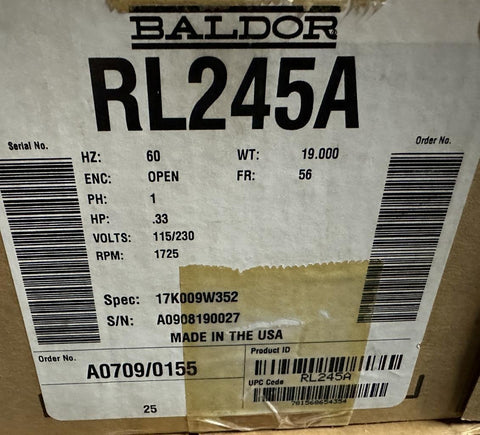 BALDOR
RL245A
Serial No.
Order No.
HZ: 60 WT: 19.000
ENC: OPEN FR: 56
PH: 1
HP: .33
VOLTS: 115/230
RPM: 1725
Spec: 17K009W352
S/N: A0908190027
MADE IN THE USA
Order No.
A0709/0155
25
Product ID
RL245A
UPC Code
781568654354